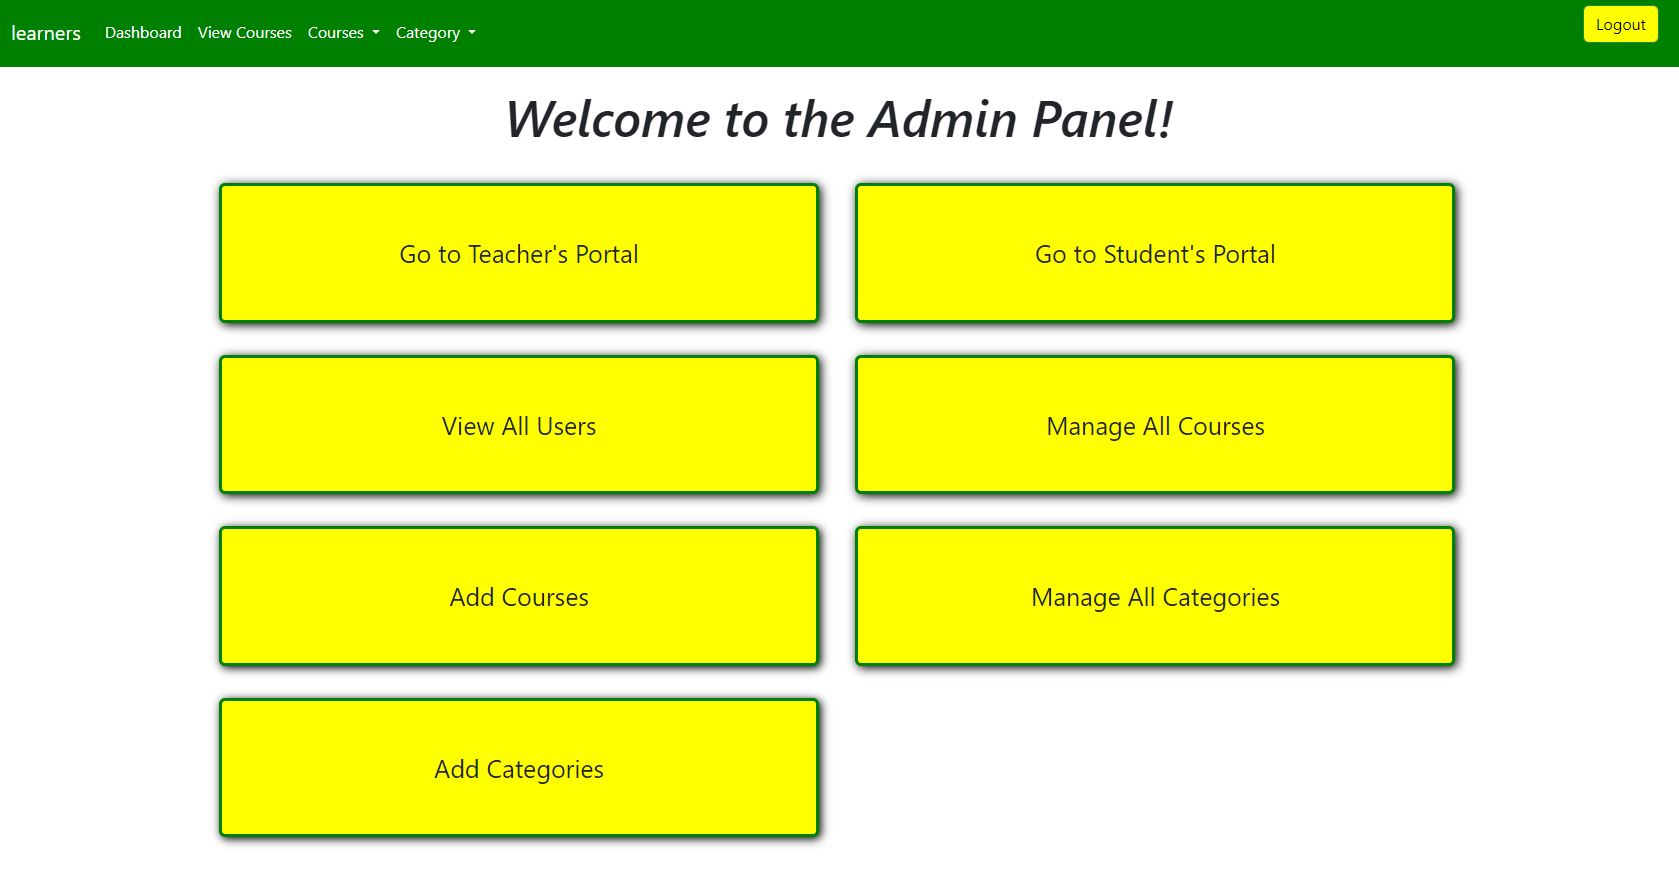 learners Dashboard View Courses Courses Category Logout
Welcome to the Admin Panel!
Go to Teacher's Portal
Go to Student's Portal
View All Users
Manage All Courses
Add Courses
Manage All Categories
Add Categories